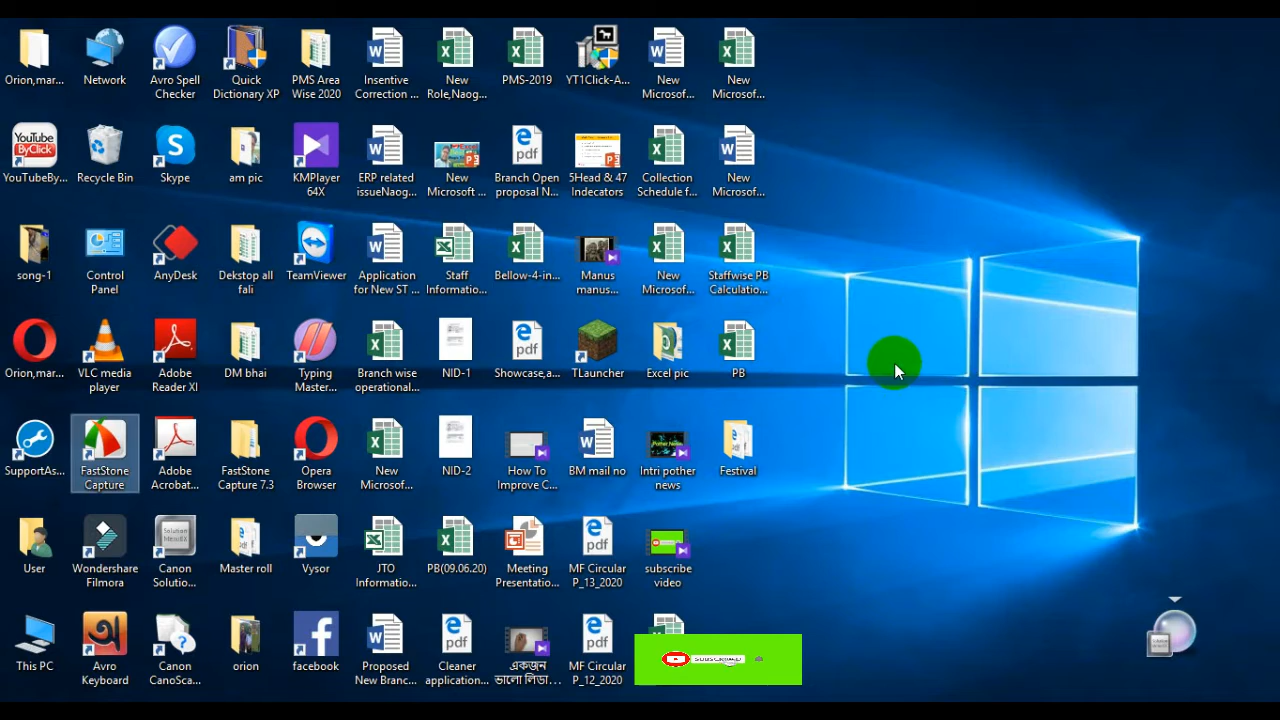 Orion,mar...
Network
Avro Spell
Checker
Quick
Dictionary XP
PMS Area
Wise 2020
Insentive
Correction ...
New
Role,Naog...
PMS-2019
YT1Click-A...
New
Microsof...
New
Microsof...
YouTube
ByClick
YouTubeBy...
Recycle Bin
Skype
am pic
KMPlayer
64X
ERP related
issueNaog...
New
Microsoft ...
pdf
Branch Open
proposal N...
5Head & 47
Indecators
Collection
Schedule f...
New
Microsof...
song-1
Control
Panel
AnyDesk
Dekstop all
fali
TeamViewer
Application
for New ST ...
Staff
Informatio...
Bellow-4-in...
Manus
manus...
New
Microsof...
Staffwise PB
Calculatio...
Orion,mar...
VLC media
player
Adobe
Reader XI
DM bhai
Typing
Master...
Branch wise
operational...
NID-1
pdf
Showcase,a...
TLauncher
Excel pic
PB
SupportAs...
FastStone
Capture
Adobe
Acrobat...
FastStone
Capture 7.3
Opera
Browser
New
Microsof...
NID-2
How To
Improve C...
BM mail no
Intri pother
news
Festival
User
Wondershare
Filmora
Canon
Solutio...
Master roll
Vysor
JTO
Informatio...
PB(09.06.20)
Meeting
Presentatio...
pdf
MF Circular
P_13_2020
subscribe
video
This PC
Avro
Keyboard
Canon
CanoSca...
orion
facebook
Proposed
New Branc...
pdf
Cleaner
application...
একজন
ভালো লিডা...
pdf
MF Circular
P_12_2020
SUBSCRIBED